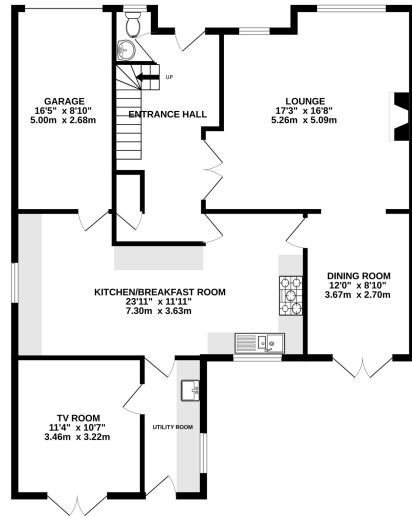 GARAGE
16'5" x 8'10"
5.00m x 2.68m
UP
ENTRANCE HALL
LOUNGE
17'3" x 16'8"
5.26m x 5.09m
KITCHEN/BREAKFAST ROOM
23'11" x 11'11"
7.30m x 3.63m
DINING ROOM
12'0" x 8'10"
3.67m x 2.70m
TV ROOM
11'4" x 10'7"
3.46m x 3.22m
UTILITY ROOM